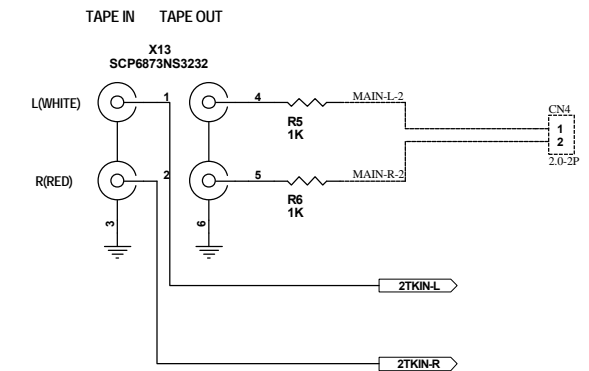 TAPE IN TAPE OUT
X13
SCP6873NS3232
L(WHITE) 1 4 MAIN-L-2
R5
1K
CN4
1
2
2.0-2P
R(RED) 2 5 MAIN-R-2
R6
1K
3 6
2TKIN-L
2TKIN-R